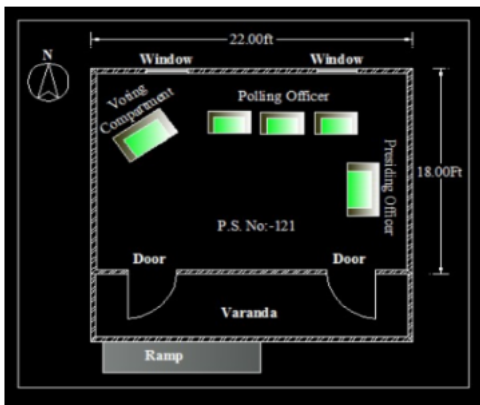 22.00ft
N
Window
Window
Voting
Compartment
Polling Officer
Presiding Officer
18.00Ft
P.S. No:-121
Door
Door
Varanda
Ramp